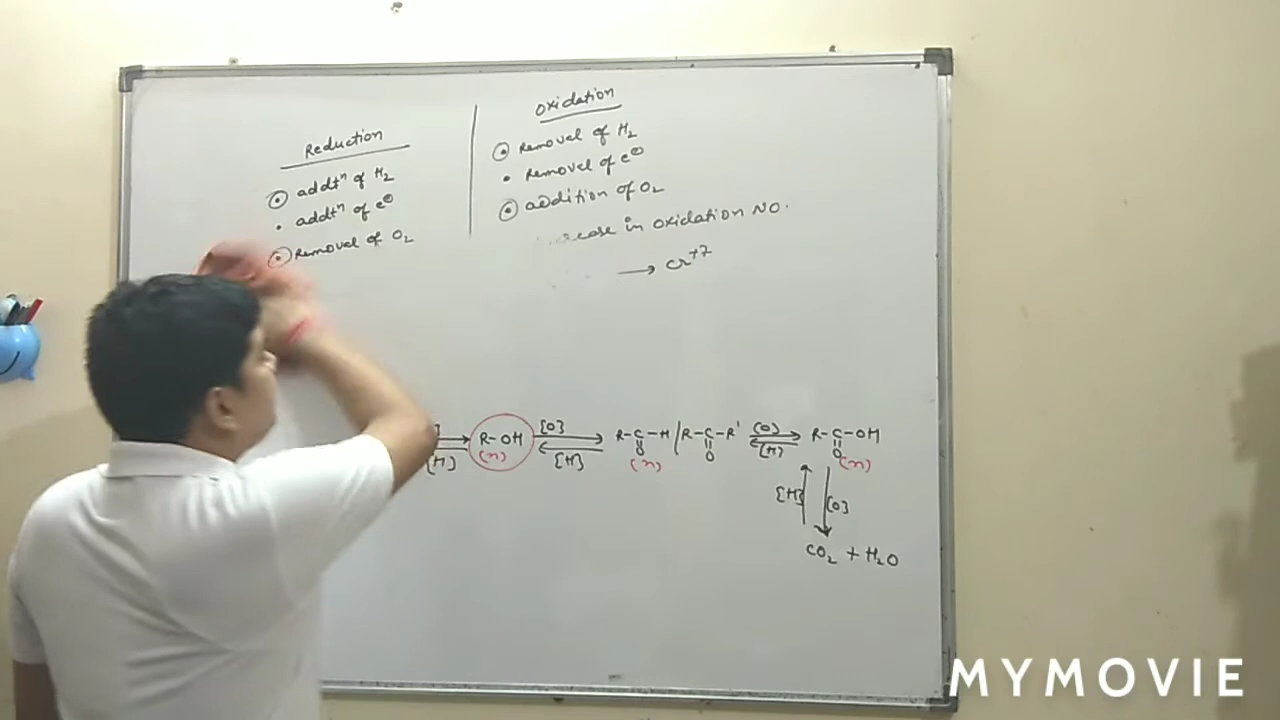 Reduction
⊙ addtⁿ of H₂
• addtⁿ of e⊖
⊙ Removal of O₂
Oxidation
⊙ Removal of H₂
• Removal of e⊖
⊙ addition of O₂
in oxidation NO.
→ Cr⁺⁷
R-OH [O] R-C-H / R-C-R' [O] R-C-OH
[H] (n) [H] O (n) O [H] O (n)
[H] [O]
CO₂ + H₂O
MYMOVIE